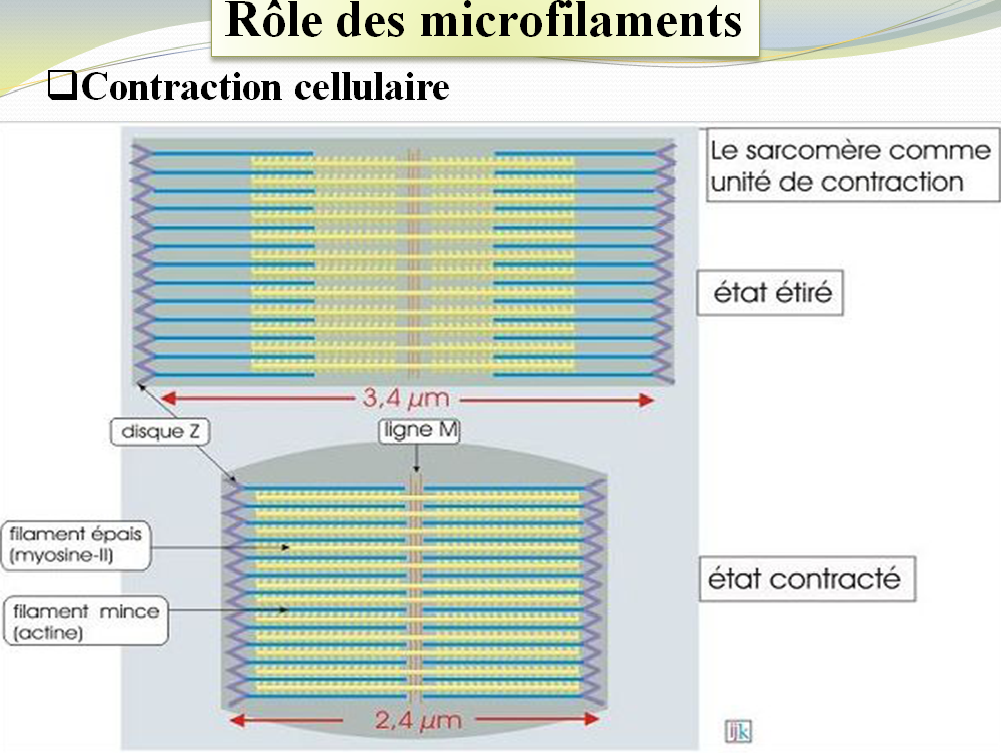 Rôle des microfilaments
❑Contraction cellulaire
Le sarcomère comme
unité de contraction
état étiré
3,4 µm
disque Z
ligne M
filament épais
(myosine-II)
état contracté
filament mince
(actine)
2,4 µm
ijk